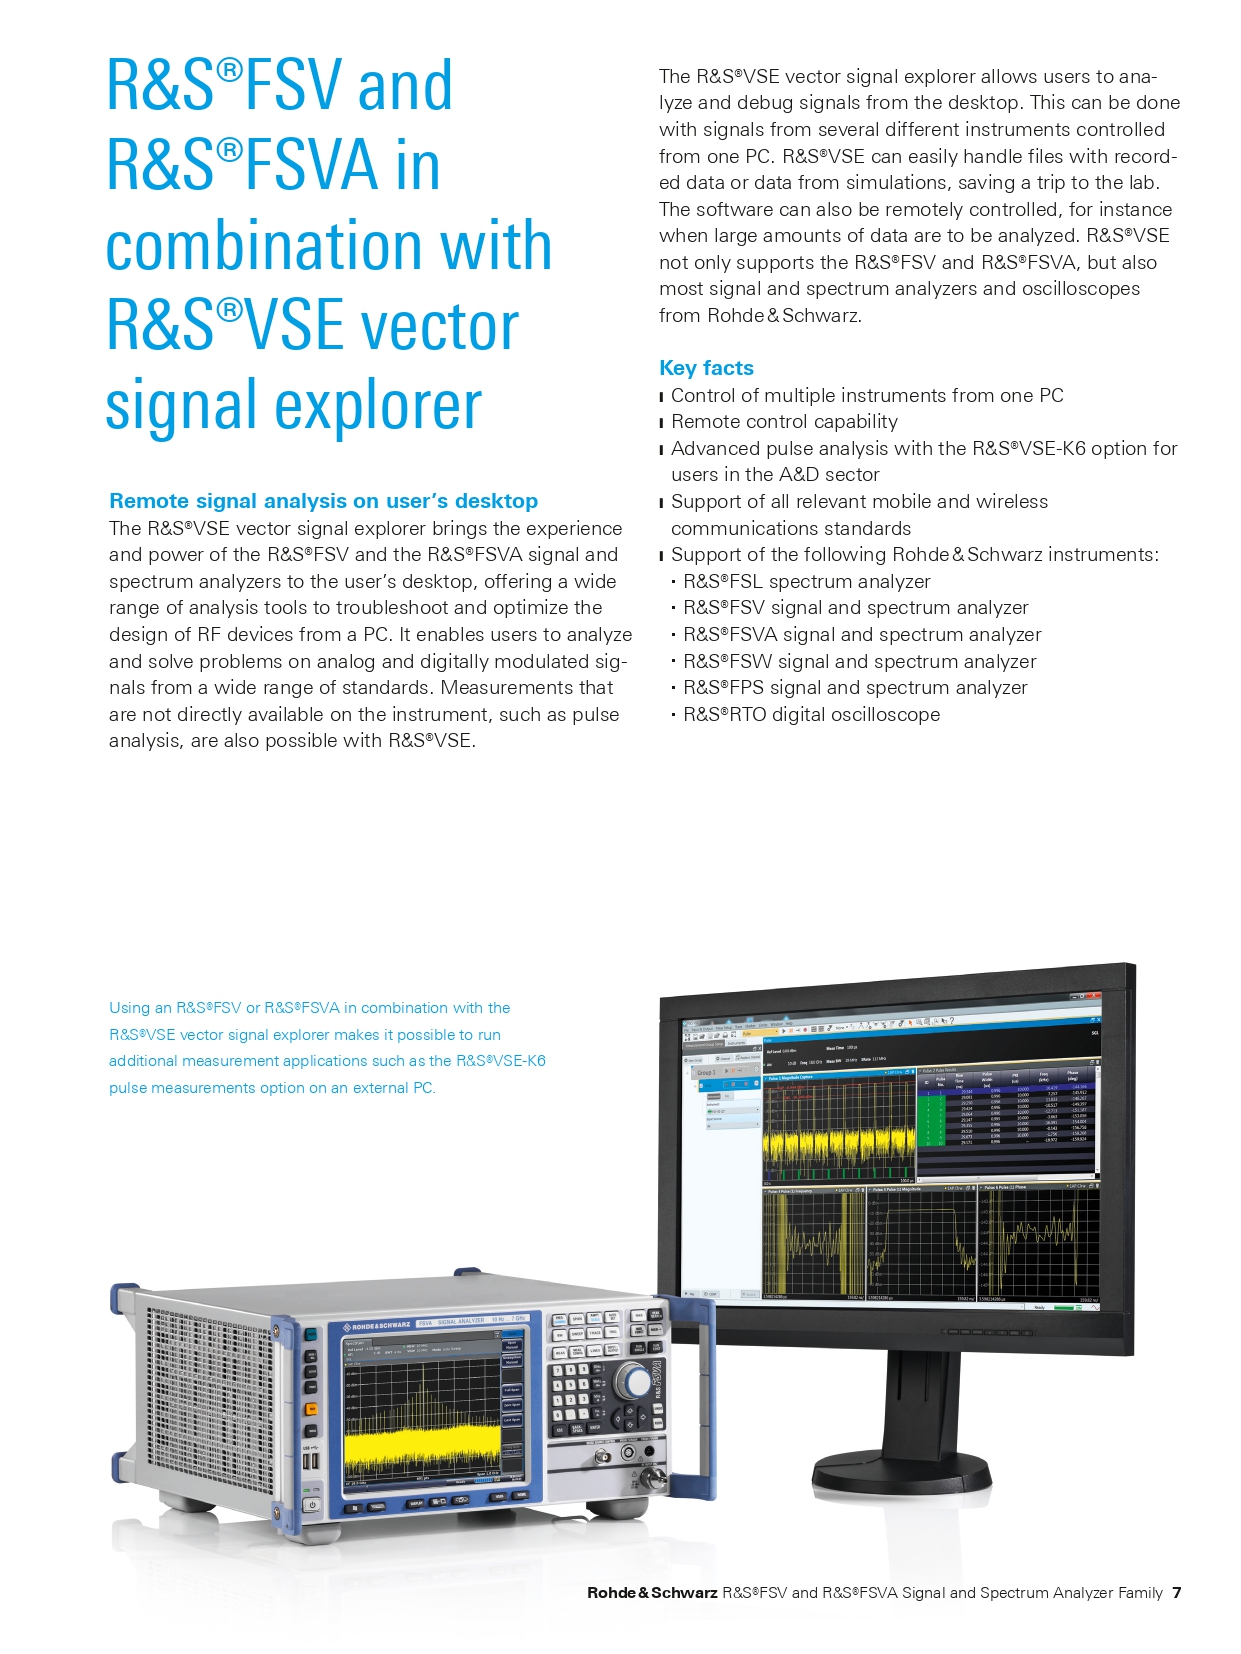 R&S®FSV and
R&S®FSVA in
combination with
R&S®VSE vector
signal explorer
Remote signal analysis on user’s desktop
The R&S®VSE vector signal explorer brings the experience
and power of the R&S®FSV and the R&S®FSVA signal and
spectrum analyzers to the user’s desktop, offering a wide
range of analysis tools to troubleshoot and optimize the
design of RF devices from a PC. It enables users to analyze
and solve problems on analog and digitally modulated sig-
nals from a wide range of standards. Measurements that
are not directly available on the instrument, such as pulse
analysis, are also possible with R&S®VSE.
The R&S®VSE vector signal explorer allows users to ana-
lyze and debug signals from the desktop. This can be done
with signals from several different instruments controlled
from one PC. R&S®VSE can easily handle files with record-
ed data or data from simulations, saving a trip to the lab.
The software can also be remotely controlled, for instance
when large amounts of data are to be analyzed. R&S®VSE
not only supports the R&S®FSV and R&S®FSVA, but also
most signal and spectrum analyzers and oscilloscopes
from Rohde & Schwarz.
Key facts
❙ Control of multiple instruments from one PC
❙ Remote control capability
❙ Advanced pulse analysis with the R&S®VSE-K6 option for
users in the A&D sector
❙ Support of all relevant mobile and wireless
communications standards
❙ Support of the following Rohde & Schwarz instruments:
· R&S®FSL spectrum analyzer
· R&S®FSV signal and spectrum analyzer
· R&S®FSVA signal and spectrum analyzer
· R&S®FSW signal and spectrum analyzer
· R&S®FPS signal and spectrum analyzer
· R&S®RTO digital oscilloscope
Using an R&S®FSV or R&S®FSVA in combination with the
R&S®VSE vector signal explorer makes it possible to run
additional measurement applications such as the R&S®VSE-K6
pulse measurements option on an external PC.
Group 1
ROHDE & SCHWARZ FSVA SIGNAL ANALYZER 10 Hz ... 7 GHz
R&S FSVA
Rohde & Schwarz R&S®FSV and R&S®FSVA Signal and Spectrum Analyzer Family 7